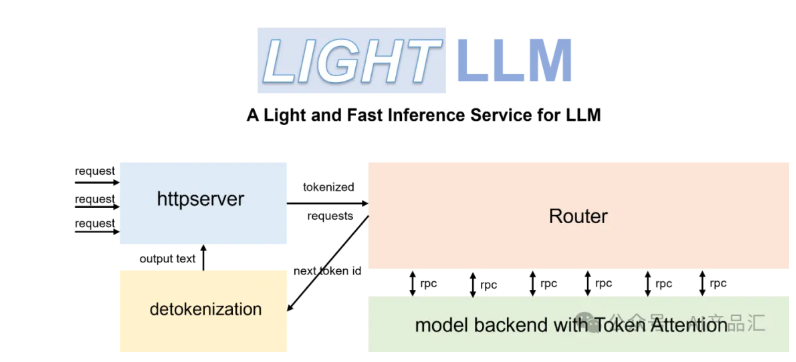 LIGHT LLM
A Light and Fast Inference Service for LLM
request
request
request
httpserver
tokenized
requests
Router
output text
next token id
detokenization
rpc rpc rpc rpc rpc rpc
model backend with Token Attention
公众号 · AI产品汇